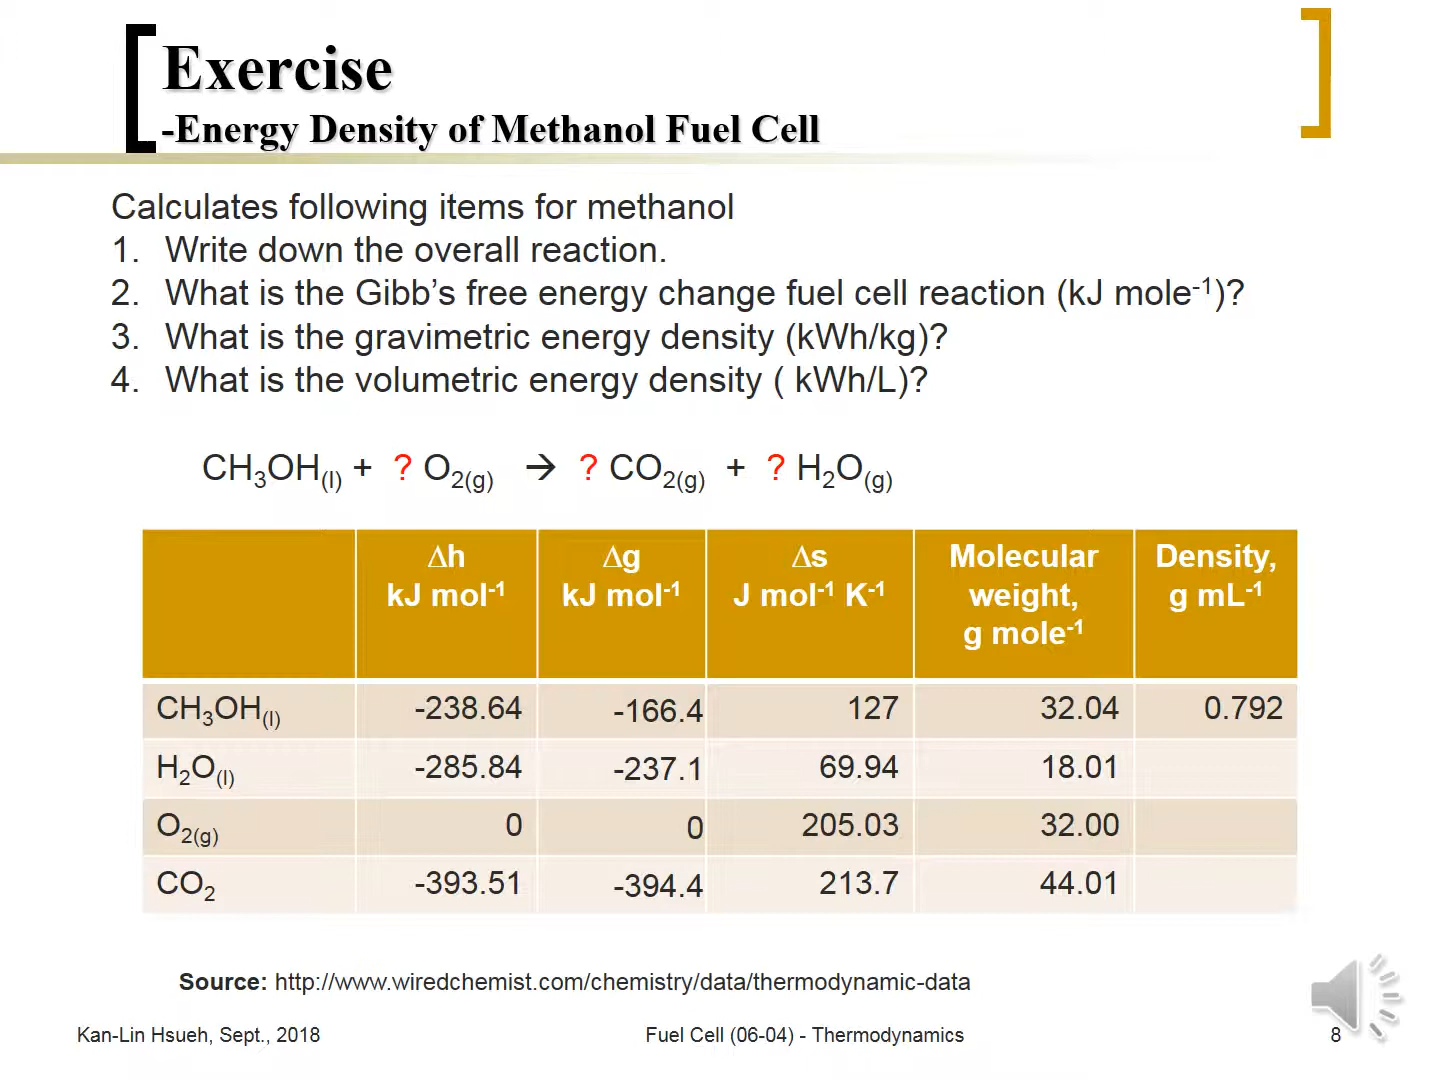 Exercise
-Energy Density of Methanol Fuel Cell
Calculates following items for methanol
1. Write down the overall reaction.
2. What is the Gibb’s free energy change fuel cell reaction (kJ mole⁻¹)?
3. What is the gravimetric energy density (kWh/kg)?
4. What is the volumetric energy density ( kWh/L)?
CH₃OH₍l₎ + ? O₂₍g₎ → ? CO₂₍g₎ + ? H₂O₍g₎
Δh kJ mol⁻¹ Δg kJ mol⁻¹ Δs J mol⁻¹ K⁻¹ Molecular weight, g mole⁻¹ Density, g mL⁻¹
CH₃OH₍l₎ -238.64 -166.4 127 32.04 0.792
H₂O₍l₎ -285.84 -237.1 69.94 18.01
O₂₍g₎ 0 0 205.03 32.00
CO₂ -393.51 -394.4 213.7 44.01
Source: http://www.wiredchemist.com/chemistry/data/thermodynamic-data
Kan-Lin Hsueh, Sept., 2018 Fuel Cell (06-04) - Thermodynamics 8